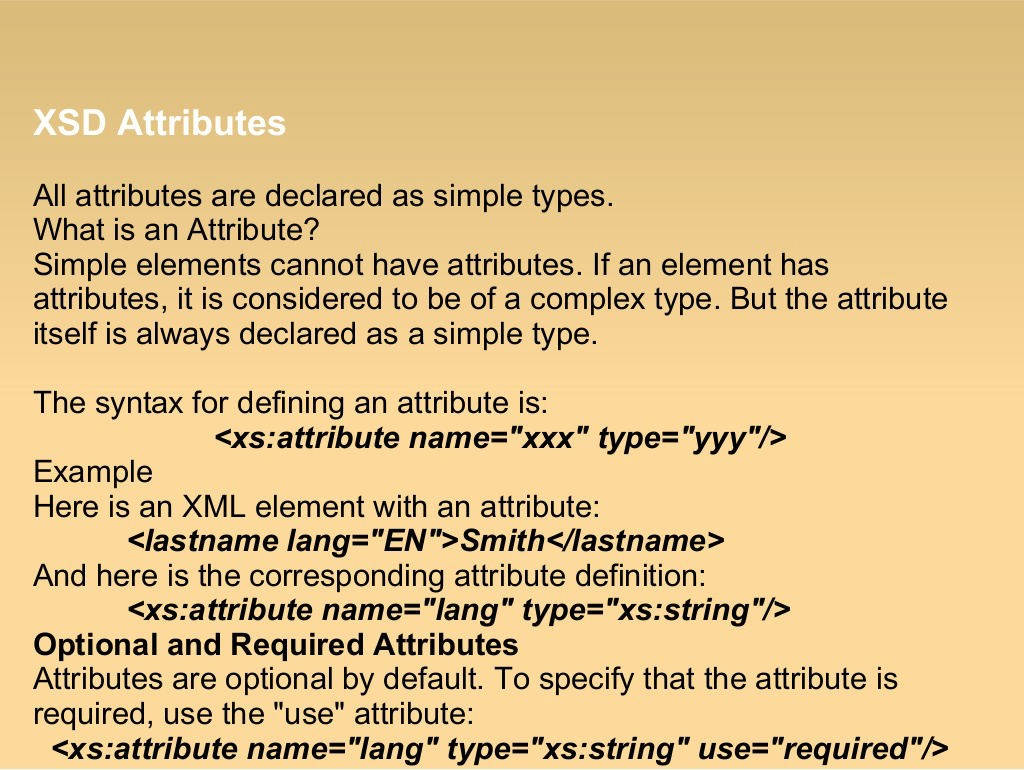 XSD Attributes
All attributes are declared as simple types.
What is an Attribute?
Simple elements cannot have attributes. If an element has
attributes, it is considered to be of a complex type. But the attribute
itself is always declared as a simple type.
The syntax for defining an attribute is:
<xs:attribute name="xxx" type="yyy"/>
Example
Here is an XML element with an attribute:
<lastname lang="EN">Smith</lastname>
And here is the corresponding attribute definition:
<xs:attribute name="lang" type="xs:string"/>
Optional and Required Attributes
Attributes are optional by default. To specify that the attribute is
required, use the "use" attribute:
<xs:attribute name="lang" type="xs:string" use="required"/>